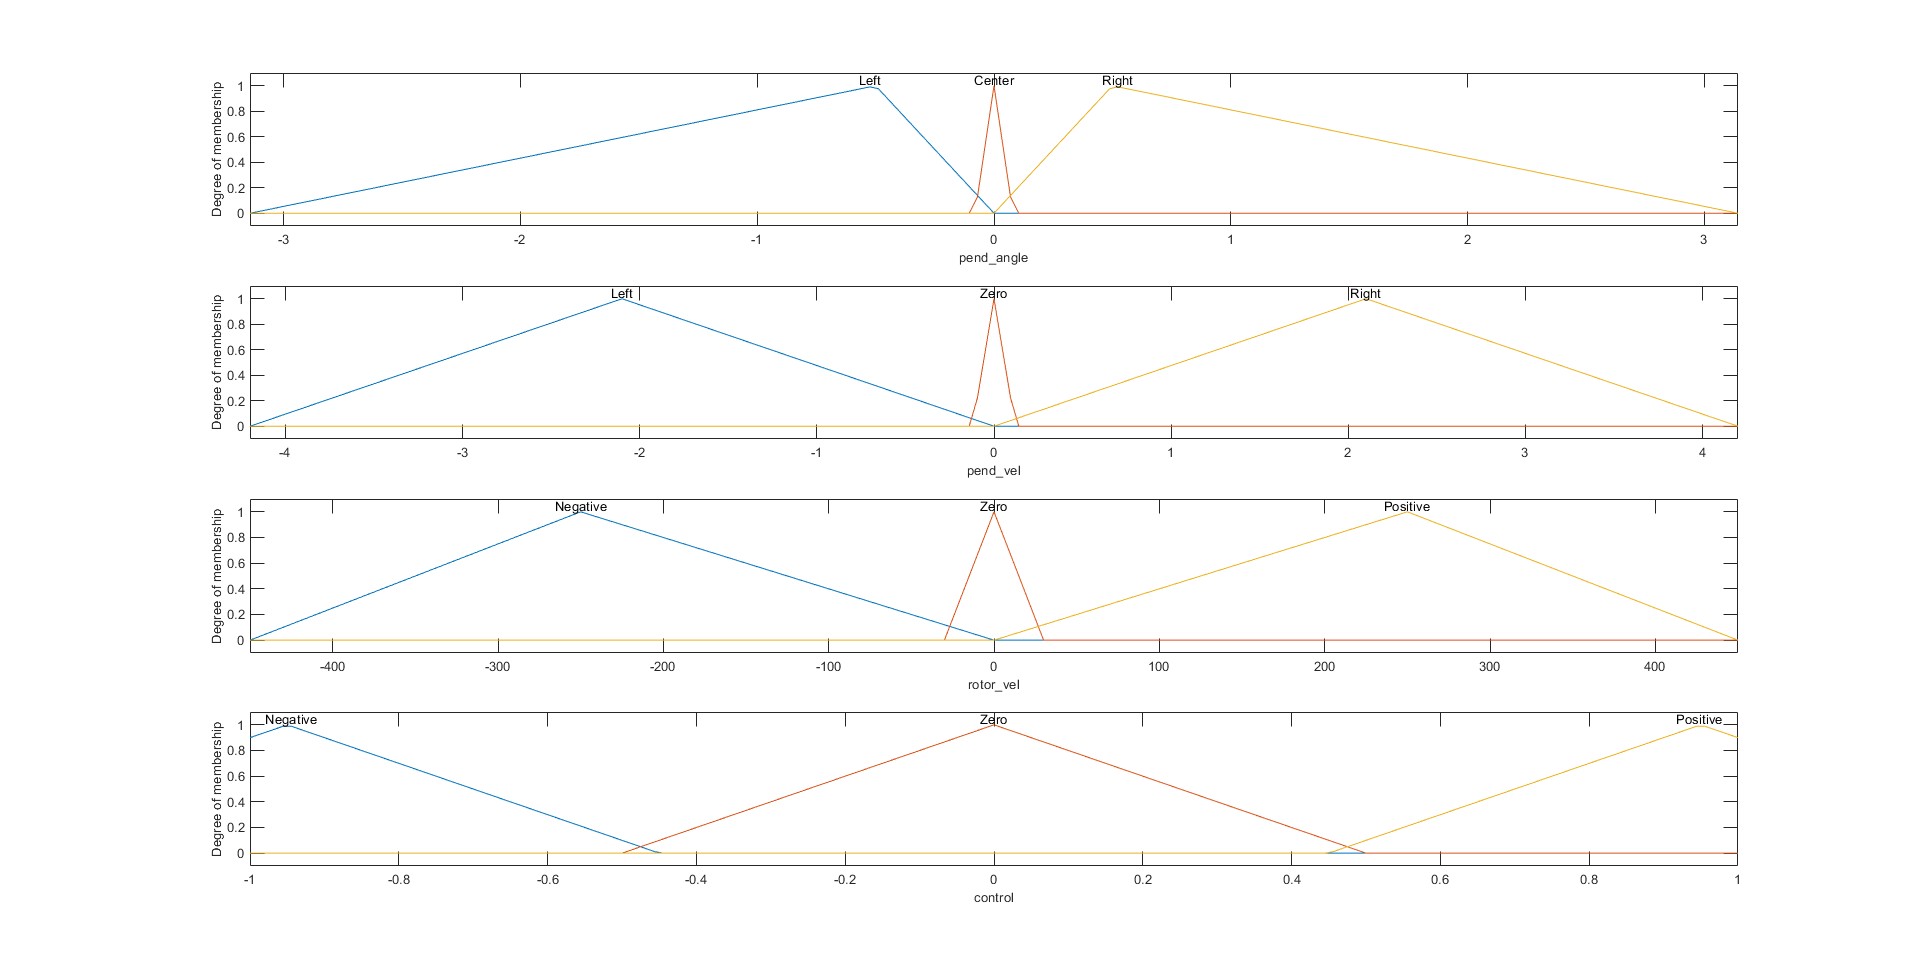 Left Center Right
Degree of membership
1
0.8
0.6
0.4
0.2
0
-3 -2 -1 0 1 2 3
pend_angle
Left Zero Right
Degree of membership
1
0.8
0.6
0.4
0.2
0
-4 -3 -2 -1 0 1 2 3 4
pend_vel
Negative Zero Positive
Degree of membership
1
0.8
0.6
0.4
0.2
0
-400 -300 -200 -100 0 100 200 300 400
rotor_vel
Negative Zero Positive
Degree of membership
1
0.8
0.6
0.4
0.2
0
-1 -0.8 -0.6 -0.4 -0.2 0 0.2 0.4 0.6 0.8 1
control